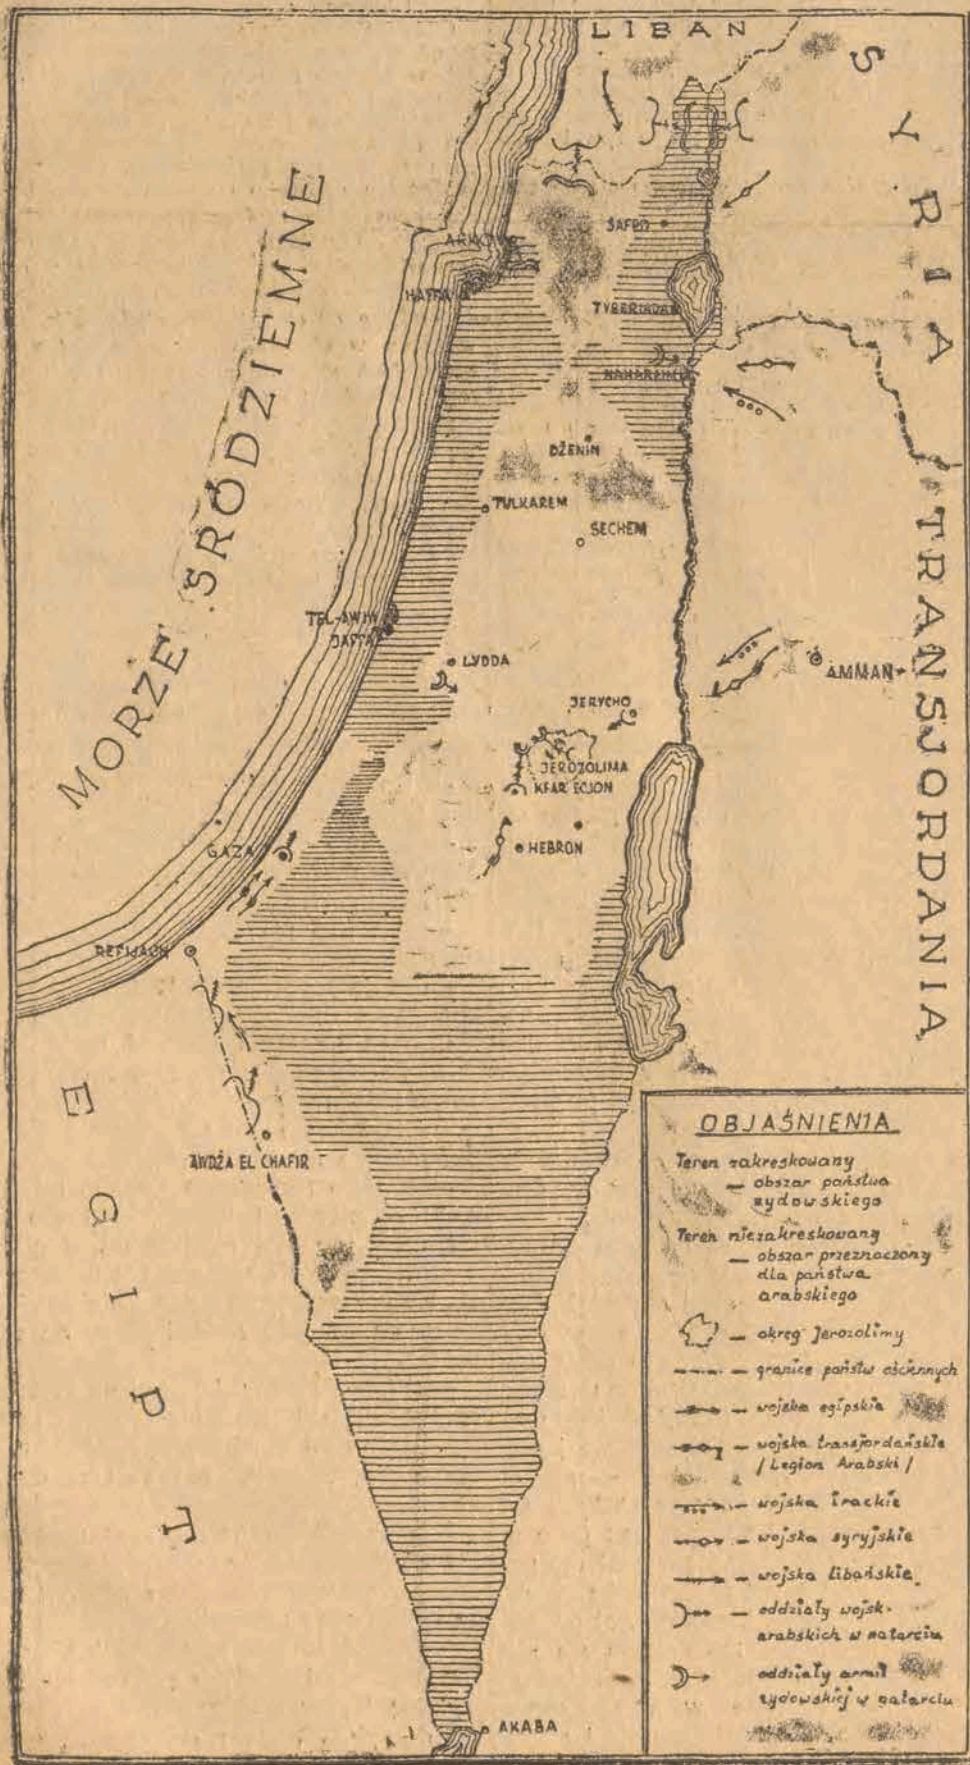 LIBAN
SYRIA
MORZE ŚRÓDZIEMNE
AKKO
HAJFA
SAFED
TYBERIADA
DŻENIN
TULKAREM
SECHEM
TRANSJORDANIA
TEL-AWIW
JAFFA
LYDDA
AMMAN
JERYCHO
JEROZOLIMA
KFAR ECJON
HEBRON
GAZA
REFIJACH
EGIPT
AWDŻA EL CHAFIR
AKABA
OBJAŚNIENIA
Teren zakreskowany
— obszar państwa
żydowskiego
Teren niezakreskowany
— obszar przeznaczony
dla państwa
arabskiego
— okręg Jerozolimy
— granice państw ościennych
— wojska egipskie
— wojska transjordańskie
/Legion Arabski/
— wojska irackie
— wojska syryjskie
— wojska libańskie
— oddziały wojsk
arabskich w natarciu
oddziały armii
żydowskiej w natarciu